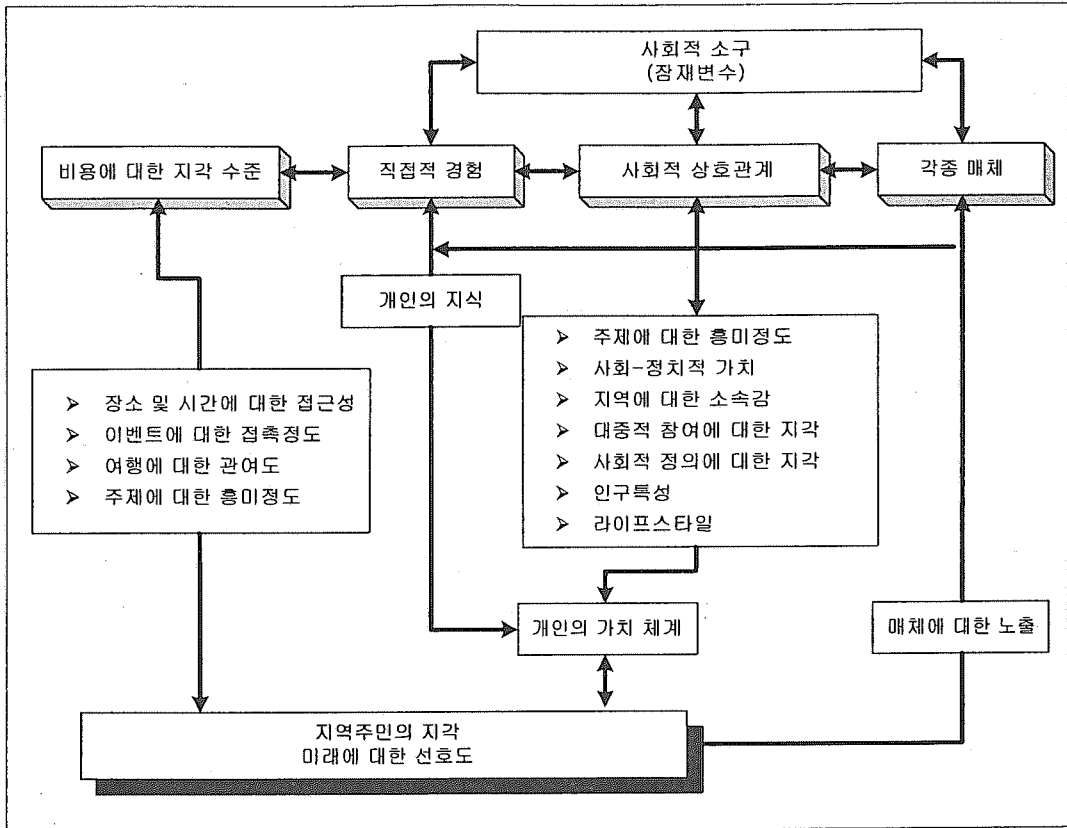 사회적 소구
(잠재변수)
비용에 대한 지각 수준
직접적 경험
사회적 상호관계
각종 매체
개인의 지식
➢ 주제에 대한 흥미정도
➢ 사회-정치적 가치
➢ 지역에 대한 소속감
➢ 대중적 참여에 대한 지각
➢ 사회적 정의에 대한 지각
➢ 인구특성
➢ 라이프스타일
➢ 장소 및 시간에 대한 접근성
➢ 이벤트에 대한 접촉정도
➢ 여행에 대한 관여도
➢ 주제에 대한 흥미정도
개인의 가치 체계
매체에 대한 노출
지역주민의 지각
미래에 대한 선호도